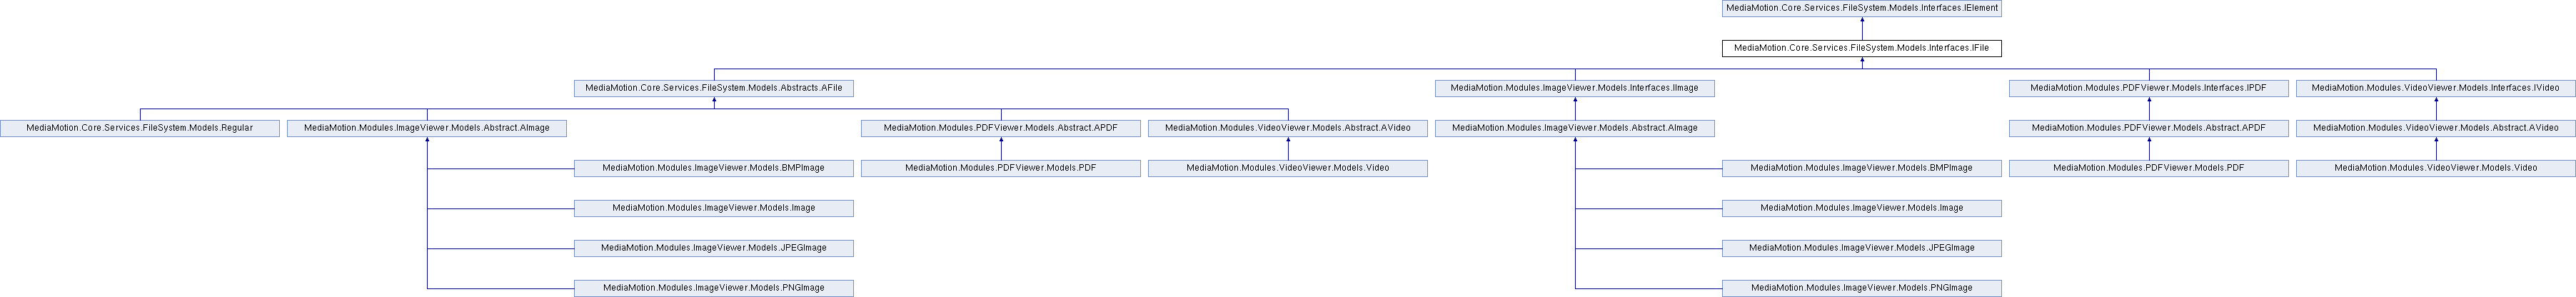 MediaMotion.Core.Services.FileSystem.Models.Interfaces.IElement
MediaMotion.Core.Services.FileSystem.Models.Interfaces.IFile
MediaMotion.Core.Services.FileSystem.Models.Abstracts.AFile
MediaMotion.Modules.ImageViewer.Models.Interfaces.IImage
MediaMotion.Modules.PDFViewer.Models.Interfaces.IPDF
MediaMotion.Modules.VideoViewer.Models.Interfaces.IVideo
MediaMotion.Core.Services.FileSystem.Models.Regular
MediaMotion.Modules.ImageViewer.Models.Abstract.AImage
MediaMotion.Modules.PDFViewer.Models.Abstract.APDF
MediaMotion.Modules.VideoViewer.Models.Abstract.AVideo
MediaMotion.Modules.ImageViewer.Models.Abstract.AImage
MediaMotion.Modules.PDFViewer.Models.Abstract.APDF
MediaMotion.Modules.VideoViewer.Models.Abstract.AVideo
MediaMotion.Modules.ImageViewer.Models.BMPImage
MediaMotion.Modules.PDFViewer.Models.PDF
MediaMotion.Modules.VideoViewer.Models.Video
MediaMotion.Modules.ImageViewer.Models.BMPImage
MediaMotion.Modules.PDFViewer.Models.PDF
MediaMotion.Modules.VideoViewer.Models.Video
MediaMotion.Modules.ImageViewer.Models.Image
MediaMotion.Modules.ImageViewer.Models.Image
MediaMotion.Modules.ImageViewer.Models.JPEGImage
MediaMotion.Modules.ImageViewer.Models.JPEGImage
MediaMotion.Modules.ImageViewer.Models.PNGImage
MediaMotion.Modules.ImageViewer.Models.PNGImage